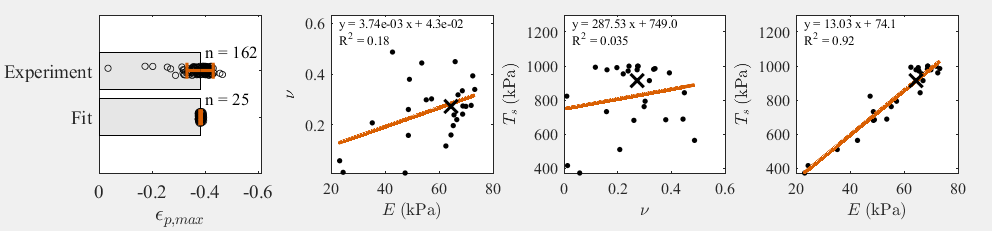 Experiment
Fit
n = 162
n = 25
0 -0.2 -0.4 -0.6
ϵp,max
y = 3.74e-03 x + 4.3e-02
R² = 0.18
0.6
0.4
0.2
ν
20 40 60 80
E (kPa)
y = 287.53 x + 749.0
R² = 0.035
1200
1000
800
600
400
Ts (kPa)
0 0.2 0.4 0.6
ν
y = 13.03 x + 74.1
R² = 0.92
1200
1000
800
600
400
Ts (kPa)
20 40 60 80
E (kPa)